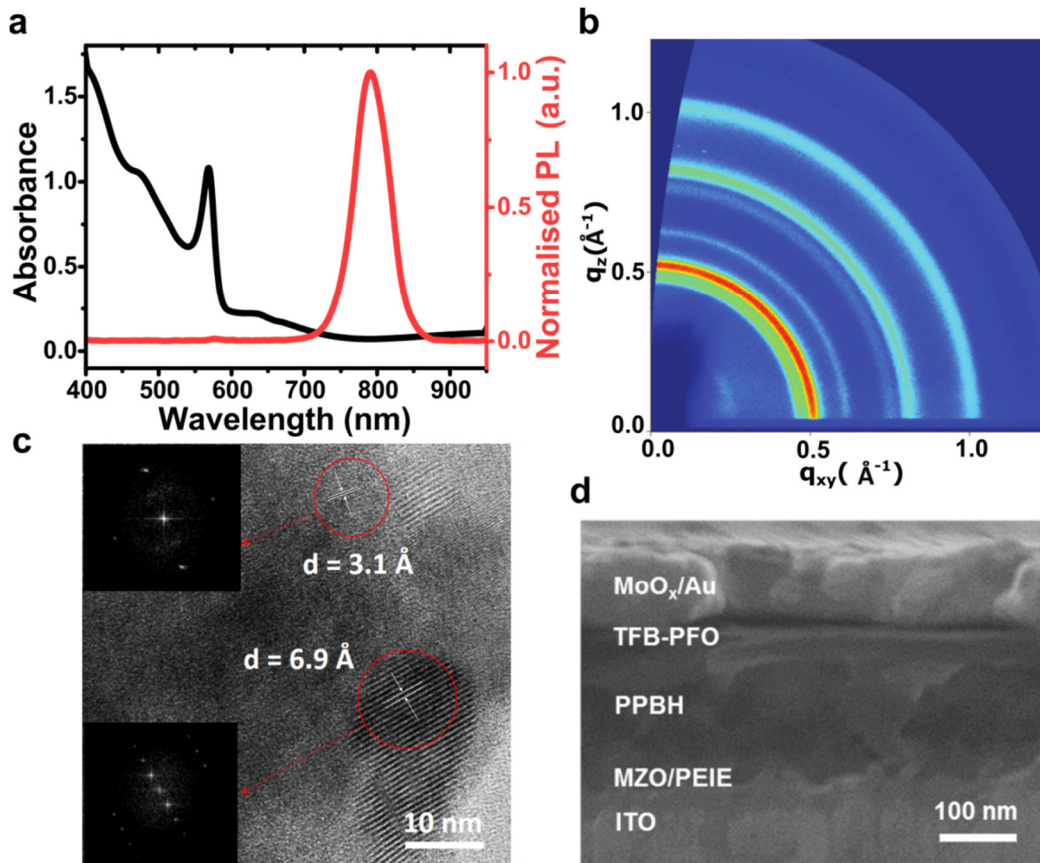 a
1.5
1.0
0.5
0.0
Absorbance
400 500 600 700 800 900
Wavelength (nm)
1.0
0.5
0.0
Normalised PL (a.u.)
b
1.0
0.5
0.0
qz(Å-1)
0.0 0.5 1.0
qxy( Å-1)
c
d = 3.1 Å
d = 6.9 Å
10 nm
d
MoOx/Au
TFB-PFO
PPBH
MZO/PEIE
ITO
100 nm